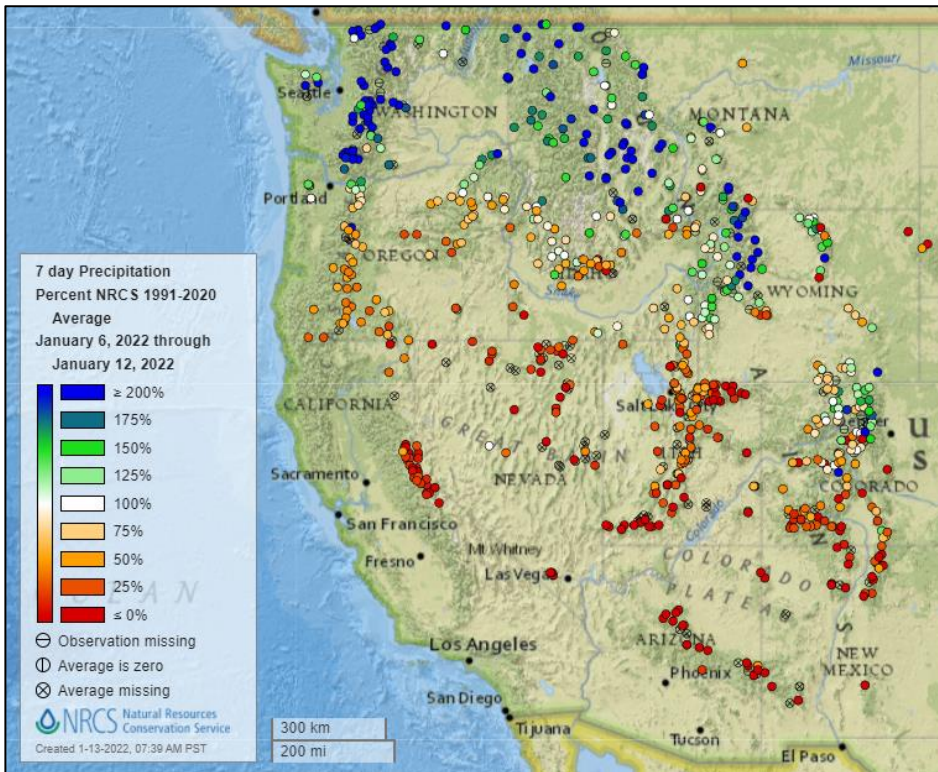 Seattle
WASHINGTON
Missouri
MONTANA
Portland
OREGON
IDAHO
Snake
WYOMING
7 day Precipitation
Percent NRCS 1991-2020
Average
January 6, 2022 through
January 12, 2022
≥ 200%
175%
150%
125%
100%
75%
50%
25%
≤ 0%
Observation missing
Average is zero
Average missing
NRCS Natural Resources
Conservation Service
Created 1-13-2022, 07:39 AM PST
CALIFORNIA
Salt Lake City
GREAT
BASIN
UTAH
NEVADA
Denver
U
S
COLORADO
Sacramento
San Francisco
Colorado
Fresno
Mt Whitney
Las Vegas
COLORADO
PLATEAU
Los Angeles
ARIZONA
Phoenix
NEW
MEXICO
San Diego
Tijuana
Tucson
El Paso
300 km
200 mi